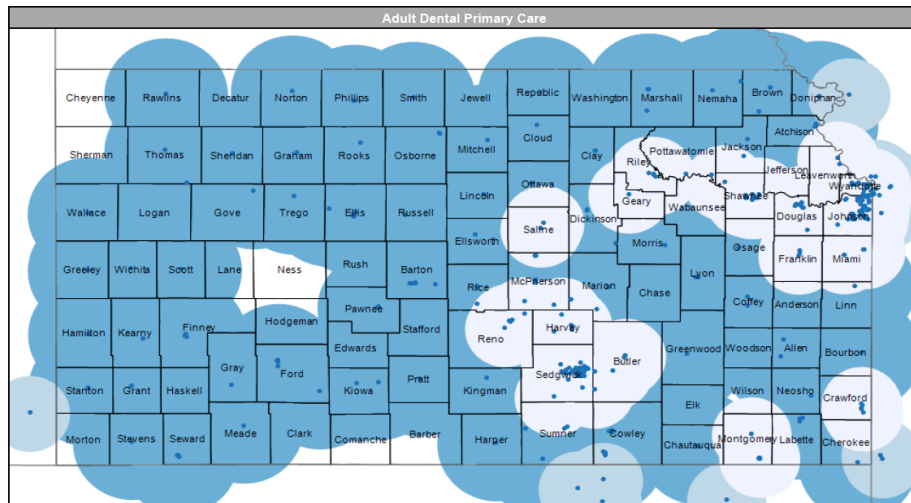 Adult Dental Primary Care
Cheyenne Rawlins Decatur Norton Phillips Smith Jewell Republic Washington Marshall Nemaha Brown Doniphan
Sherman Thomas Sheridan Graham Rooks Osborne Mitchell Cloud Clay Riley Pottawatomie Jackson Atchison
Jefferson Leavenworth Wyandotte
Wallace Logan Gove Trego Ellis Russell Lincoln Ottawa Dickinson Geary Wabaunsee Shawnee Douglas Johnson
Ellsworth Saline Morris Osage Franklin Miami
Greeley Wichita Scott Lane Ness Rush Barton Rice McPherson Marion Chase Lyon Coffey Anderson Linn
Hamilton Kearny Finney Hodgeman Pawnee Stafford Reno Harvey
Gray Ford Edwards Sedgwick Butler Greenwood Woodson Allen Bourbon
Stanton Grant Haskell Kiowa Pratt Kingman Elk Wilson Neosho Crawford
Morton Stevens Seward Meade Clark Comanche Barber Harper Sumner Cowley Chautauqua Montgomery Labette Cherokee